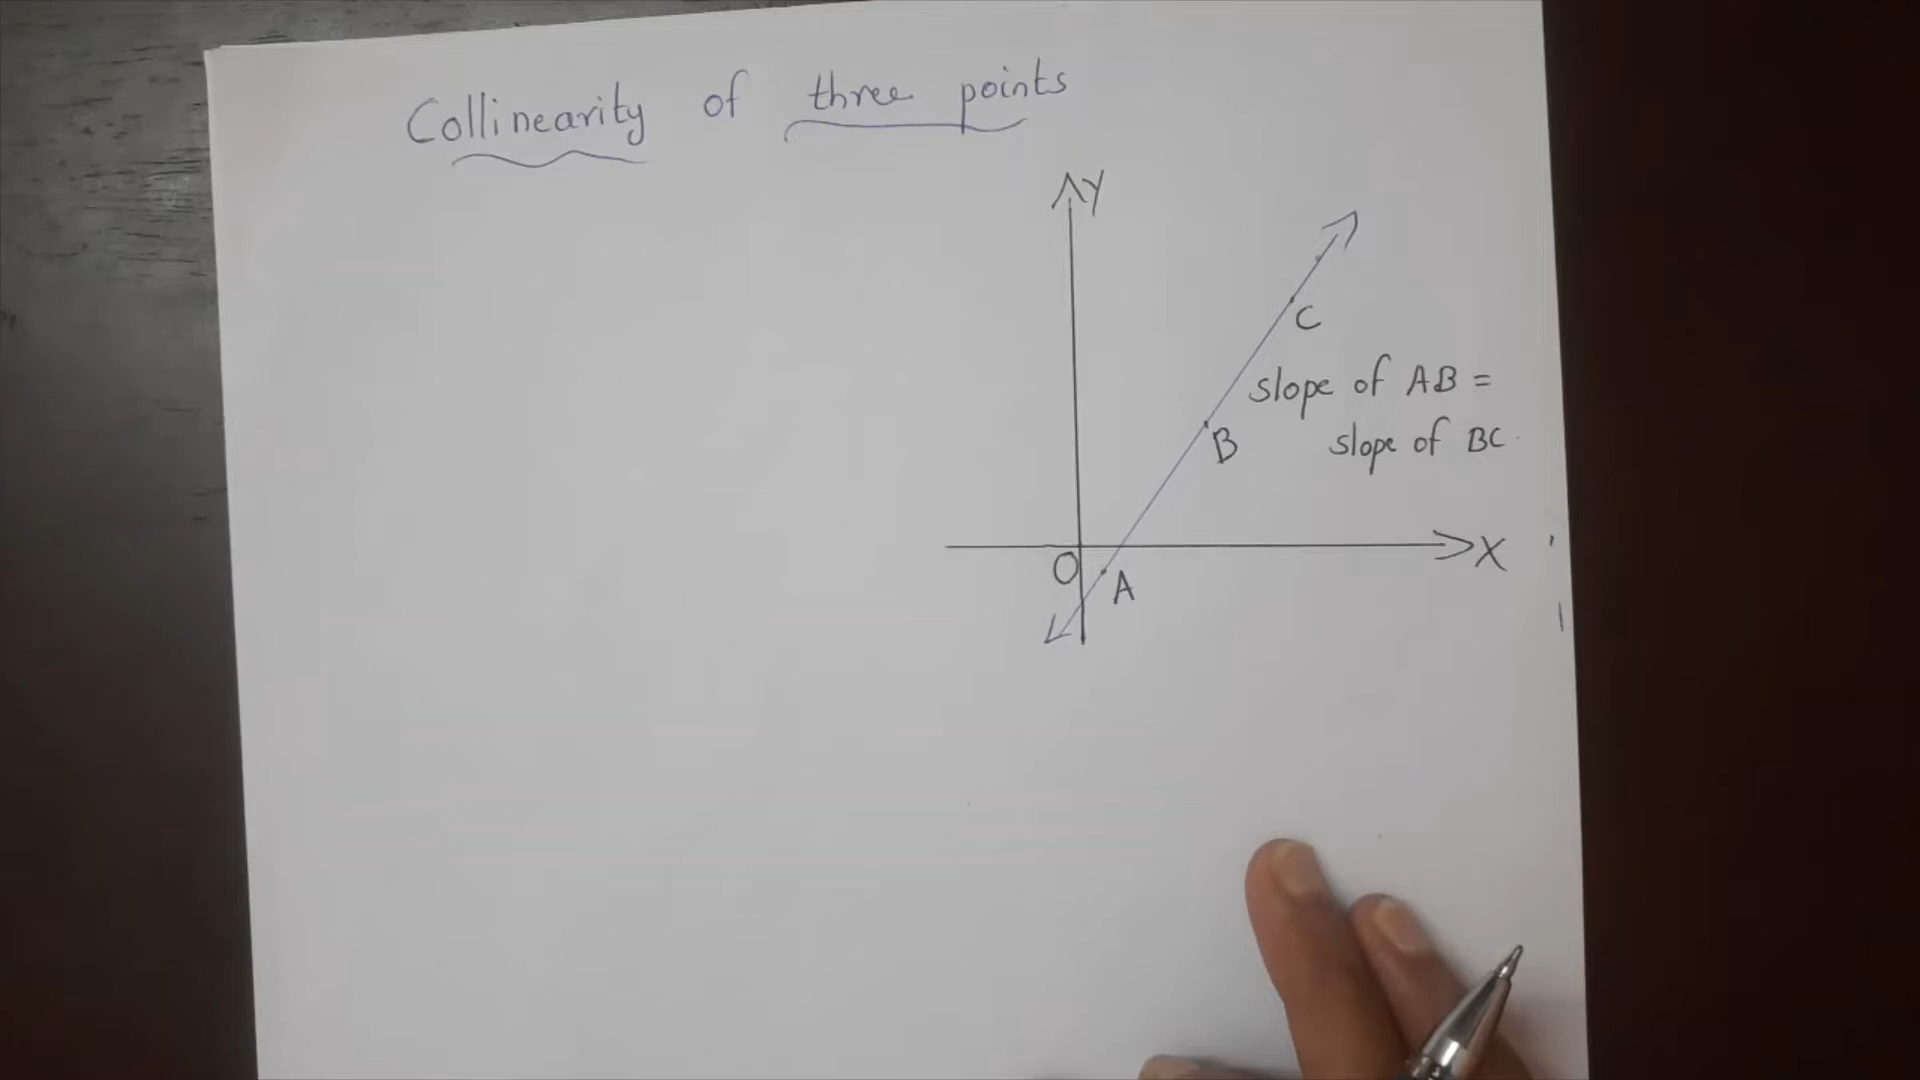 Collinearity of three points
Y
C
slope of AB =
B
slope of BC.
O
X
A